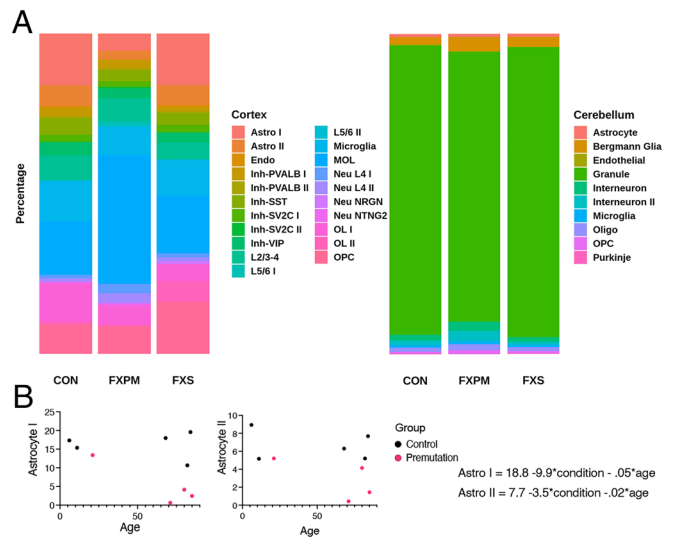 A
Percentage
CON FXPM FXS
Cortex
Astro I
Astro II
Endo
Inh-PVALB I
Inh-PVALB II
Inh-SST
Inh-SV2C I
Inh-SV2C II
Inh-VIP
L2/3-4
L5/6 I
L5/6 II
Microglia
MOL
Neu L4 I
Neu L4 II
Neu NRGN
Neu NTNG2
OL I
OL II
OPC
CON FXPM FXS
Cerebellum
Astrocyte
Bergmann Glia
Endothelial
Granule
Interneuron
Interneuron II
Microglia
Oligo
OPC
Purkinje
B
Astrocyte I
25
20
15
10
5
0
0 50
Age
Astrocyte II
10
8
6
4
2
0
0 50
Age
Group
Control
Premutation
Astro I = 18.8 -9.9*condition - .05*age
Astro II = 7.7 -3.5*condition -.02*age